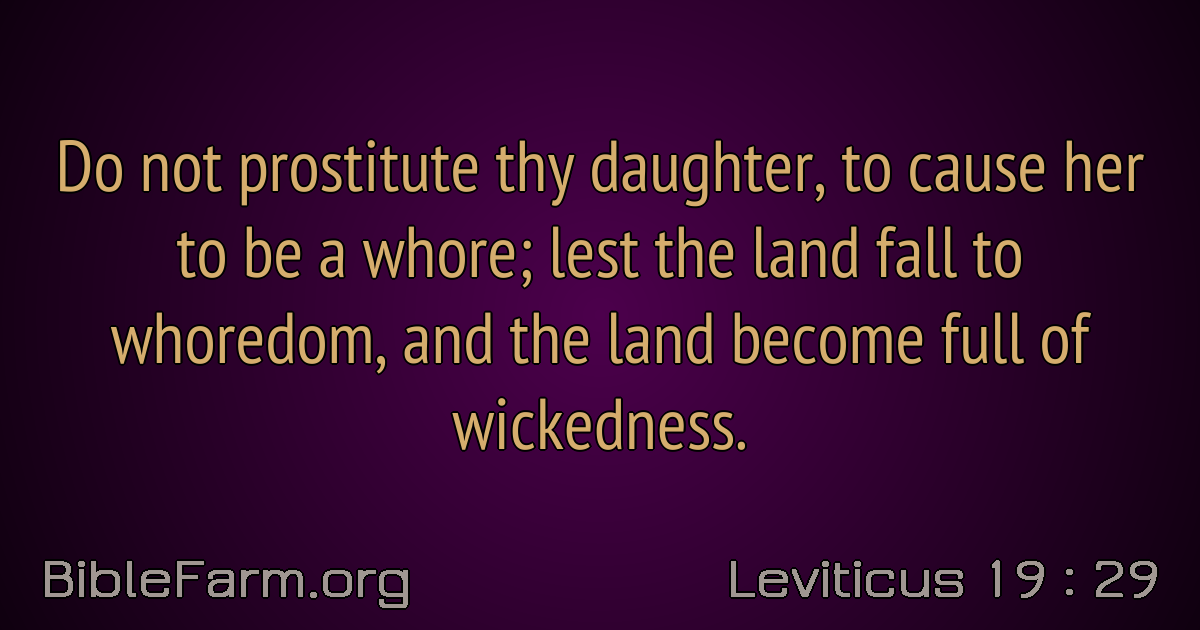 Do not prostitute thy daughter, to cause her
to be a whore; lest the land fall to
whoredom, and the land become full of
wickedness.
BibleFarm.org
Leviticus 19 : 29